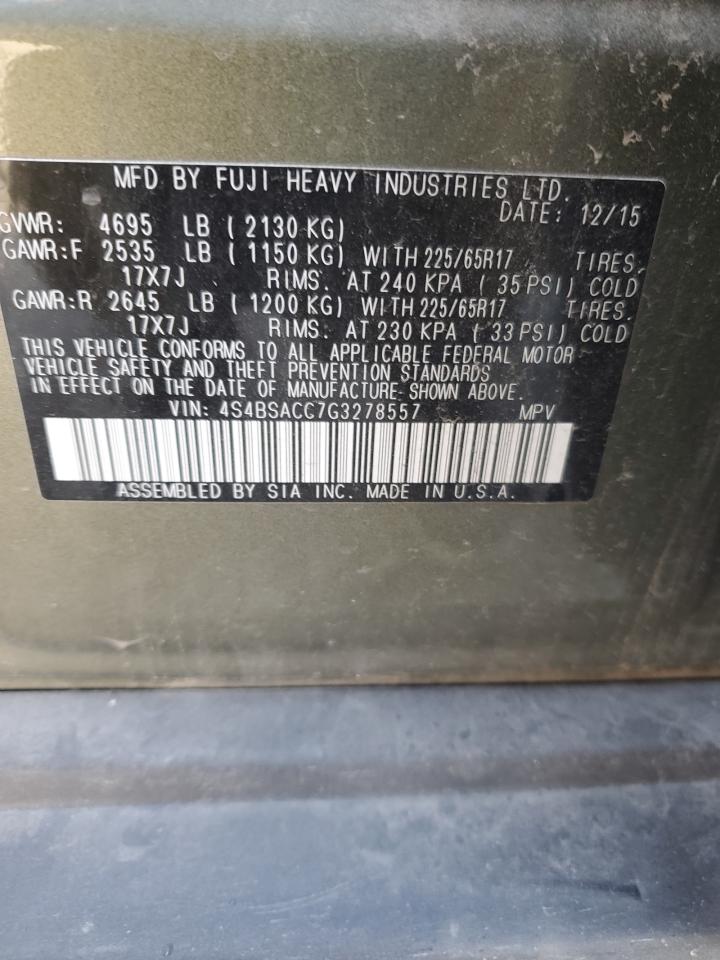 MFD BY FUJI HEAVY INDUSTRIES LTD.
DATE: 12/15
GVWR: 4695 LB ( 2130 KG)
GAWR:F 2535 LB ( 1150 KG) WITH 225/65R17 TIRES,
17X7J RIMS. AT 240 KPA ( 35 PSI) COLD
GAWR:R 2645 LB ( 1200 KG) WITH 225/65R17 TIRES,
17X7J RIMS. AT 230 KPA ( 33 PSI) COLD
THIS VEHICLE CONFORMS TO ALL APPLICABLE FEDERAL MOTOR
VEHICLE SAFETY AND THEFT PREVENTION STANDARDS
IN EFFECT ON THE DATE OF MANUFACTURE SHOWN ABOVE.
VIN: 4S4BSACC7G3278557 MPV
ASSEMBLED BY SIA INC. MADE IN U.S.A.